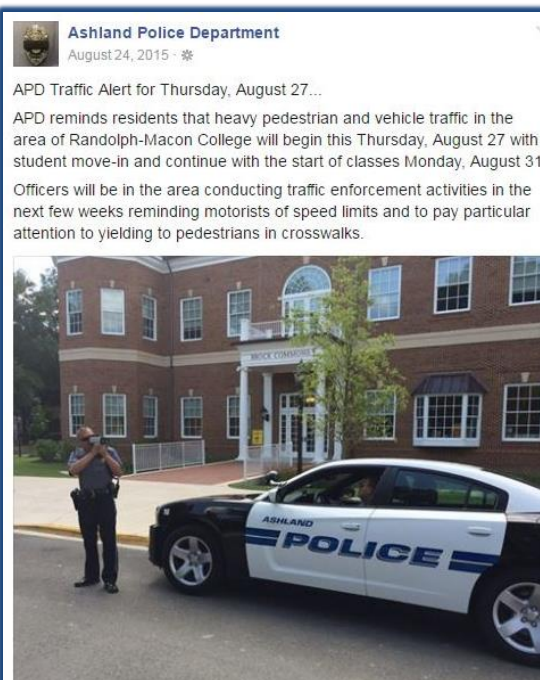 Ashland Police Department
August 24, 2015
APD Traffic Alert for Thursday, August 27...
APD reminds residents that heavy pedestrian and vehicle traffic in the
area of Randolph-Macon College will begin this Thursday, August 27 with
student move-in and continue with the start of classes Monday, August 31
Officers will be in the area conducting traffic enforcement activities in the
next few weeks reminding motorists of speed limits and to pay particular
attention to yielding to pedestrians in crosswalks.
BROCK COMMONS
ASHLAND
POLICE